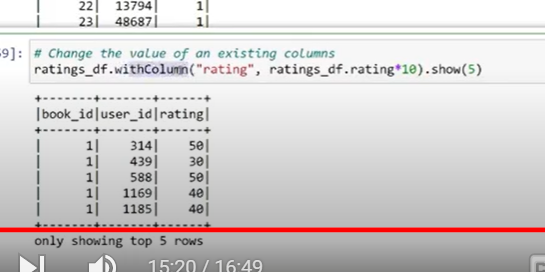 |     22|  13794|     1|
|     23|  48687|     1|
59]: # Change the value of an existing columns
ratings_df.withColumn("rating", ratings_df.rating*10).show(5)
+-------+-------+------+
|book_id|user_id|rating|
+-------+-------+------+
|      1|    314|    50|
|      1|    439|    30|
|      1|    588|    50|
|      1|   1169|    40|
|      1|   1185|    40|
+-------+-------+------+
only showing top 5 rows
15:20 / 16:49